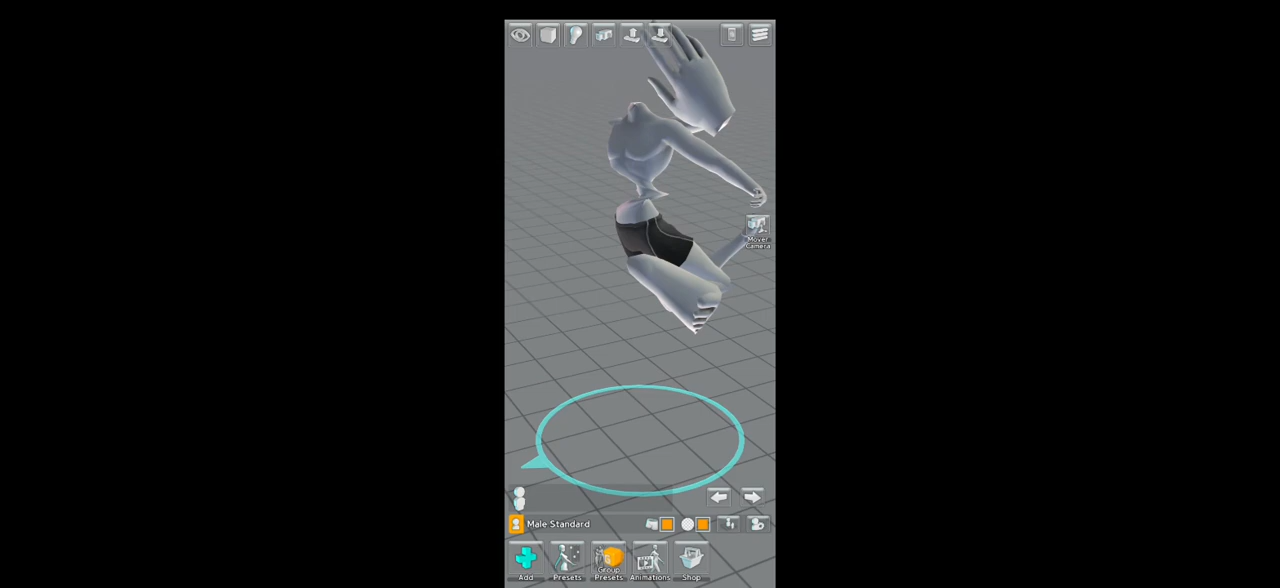 Mover
Camera
Male Standard
Add
Presets
Group
Presets
Animations
Shop